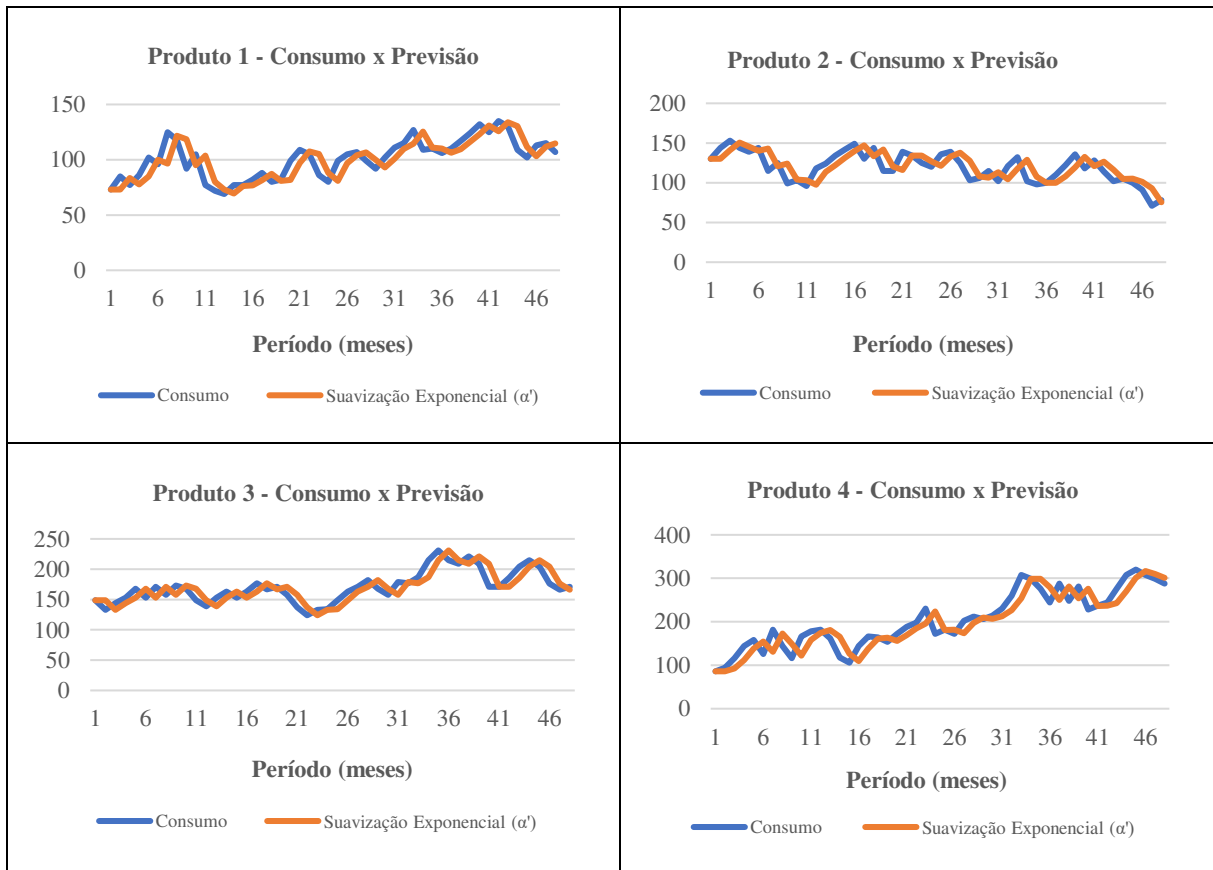 Produto 1 - Consumo x Previsão
150
100
50
0
1 6 11 16 21 26 31 36 41 46
Período (meses)
Consumo Suavização Exponencial (α')
Produto 2 - Consumo x Previsão
200
150
100
50
0
1 6 11 16 21 26 31 36 41 46
Período (meses)
Consumo Suavização Exponencial (α')
Produto 3 - Consumo x Previsão
250
200
150
100
50
0
1 6 11 16 21 26 31 36 41 46
Período (meses)
Consumo Suavização Exponencial (α')
Produto 4 - Consumo x Previsão
400
300
200
100
0
1 6 11 16 21 26 31 36 41 46
Período (meses)
Consumo Suavização Exponencial (α')